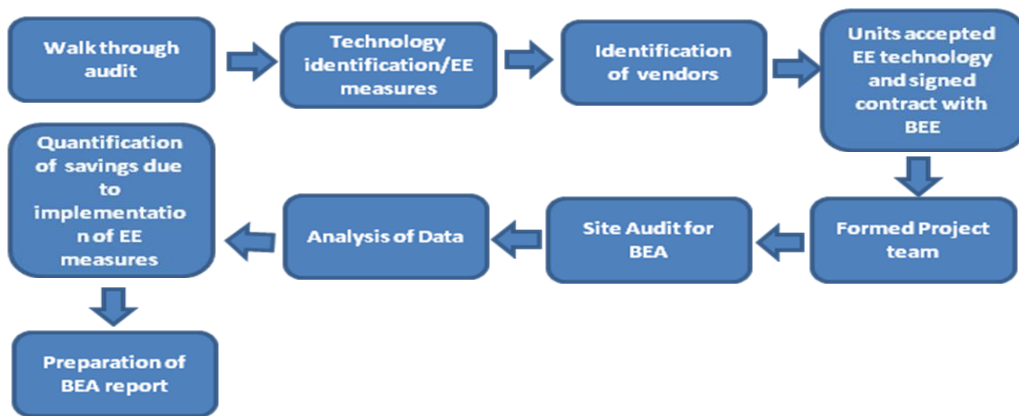 Walk through
audit
Technology
identification/EE
measures
Identification
of vendors
Units accepted
EE technology
and signed
contract with
BEE
Formed Project
team
Site Audit for
BEA
Analysis of Data
Quantification
of savings due
to
implementatio
n of EE
measures
Preparation of
BEA report